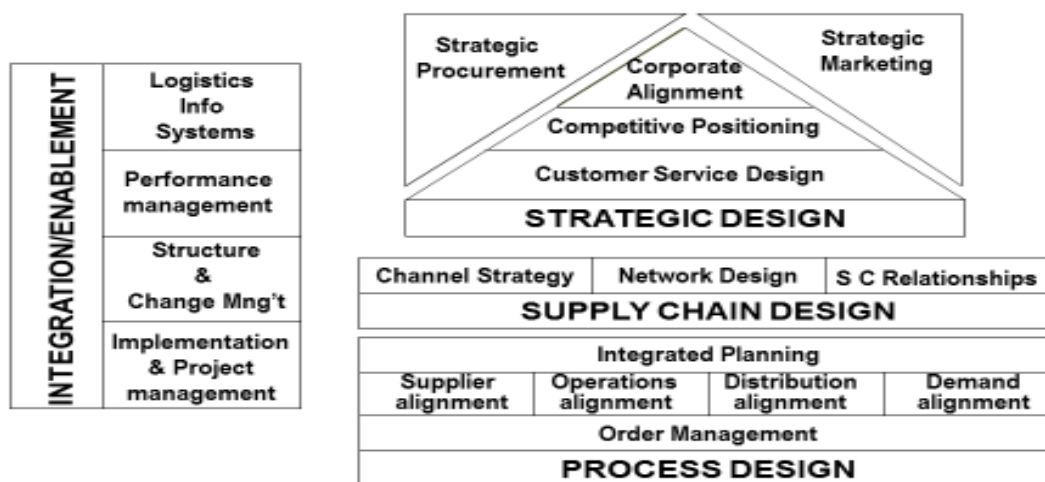 INTEGRATION/ENABLEMENT
Logistics
Info
Systems
Performance
management
Structure
&
Change Mng't
Implementation
& Project
management
Strategic
Procurement
Strategic
Marketing
Corporate
Alignment
Competitive Positioning
Customer Service Design
STRATEGIC DESIGN
Channel Strategy
Network Design
S C Relationships
SUPPLY CHAIN DESIGN
Integrated Planning
Supplier
alignment
Operations
alignment
Distribution
alignment
Demand
alignment
Order Management
PROCESS DESIGN